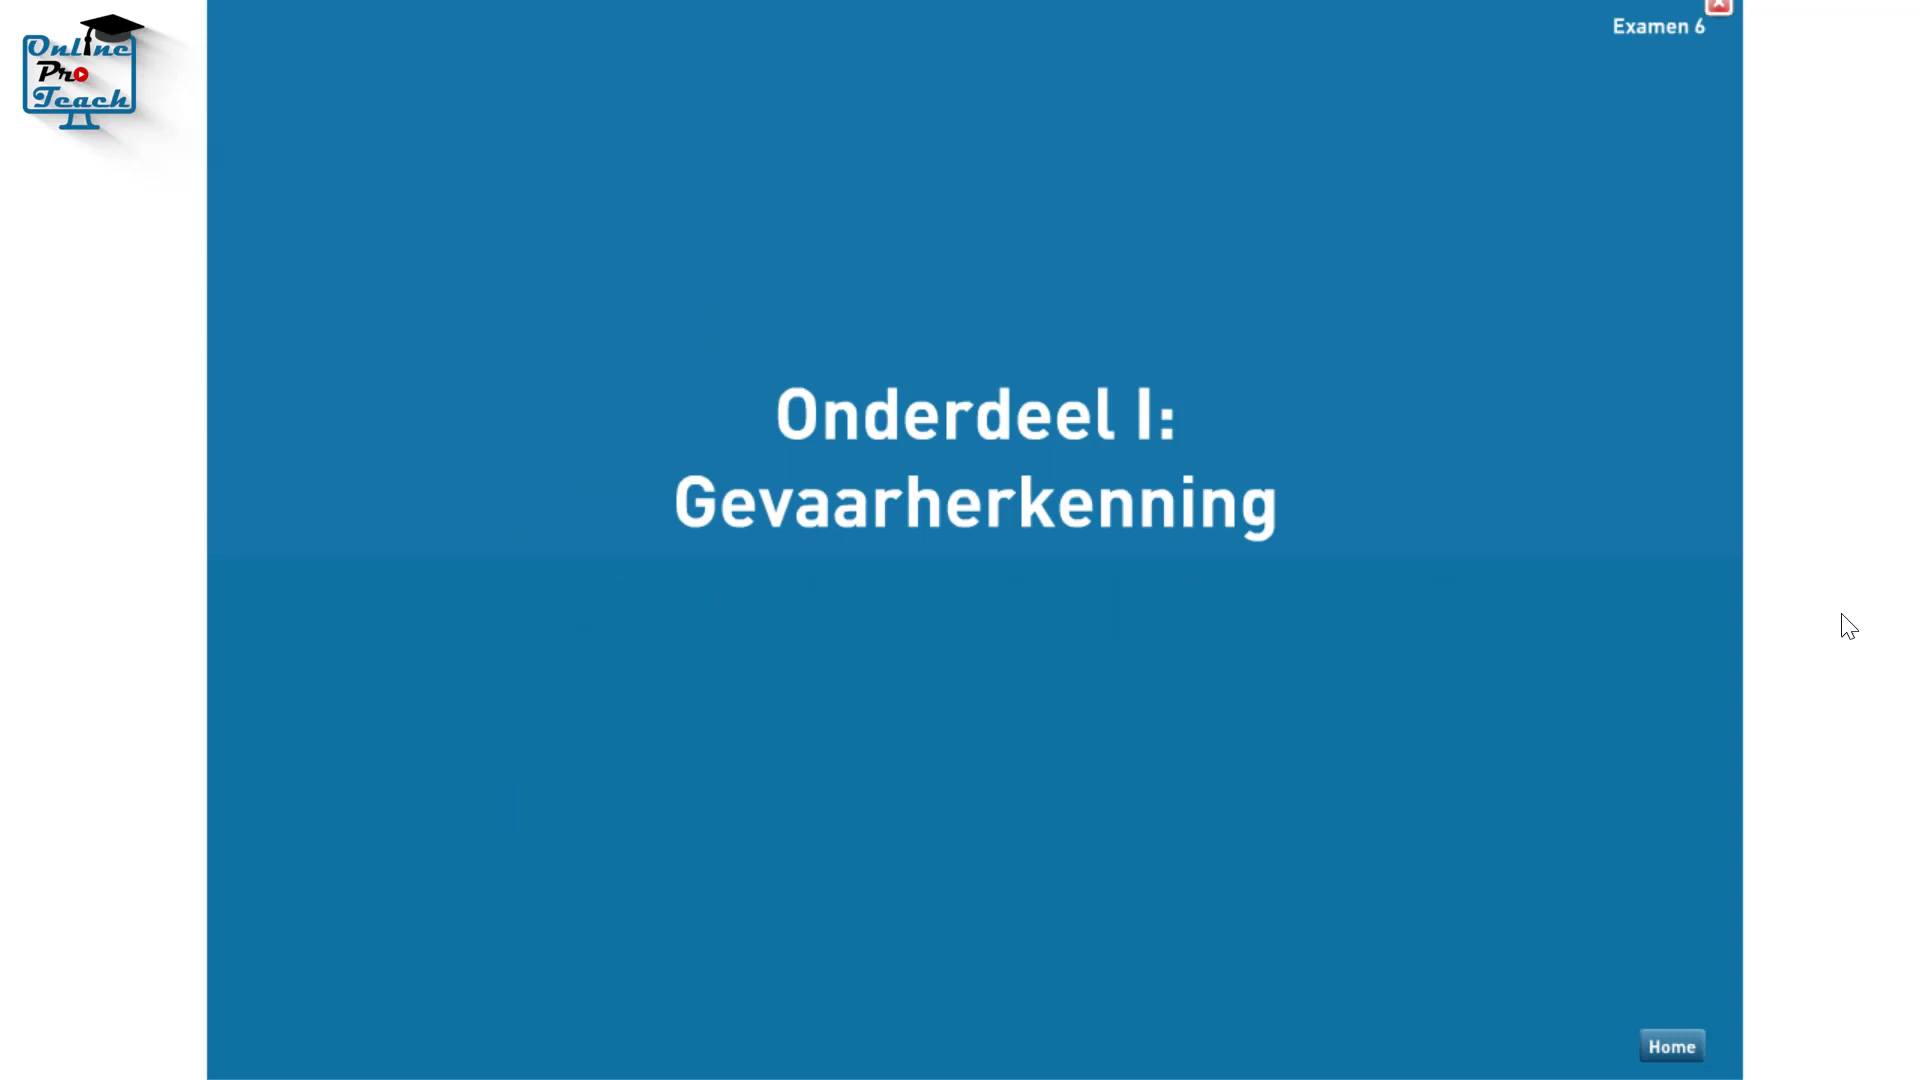 Online
Pro
Teach
Examen 6
Onderdeel I:
Gevaarherkenning
Home